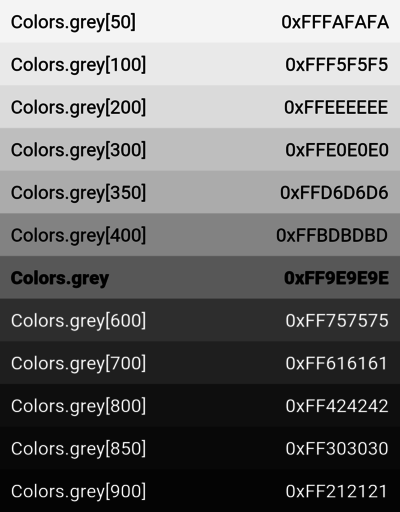 Colors.grey[50] 0xFFFAFAFA
Colors.grey[100] 0xFFF5F5F5
Colors.grey[200] 0xFFEEEEEE
Colors.grey[300] 0xFFE0E0E0
Colors.grey[350] 0xFFD6D6D6
Colors.grey[400] 0xFFBDBDBD
Colors.grey 0xFF9E9E9E
Colors.grey[600] 0xFF757575
Colors.grey[700] 0xFF616161
Colors.grey[800] 0xFF424242
Colors.grey[850] 0xFF303030
Colors.grey[900] 0xFF212121